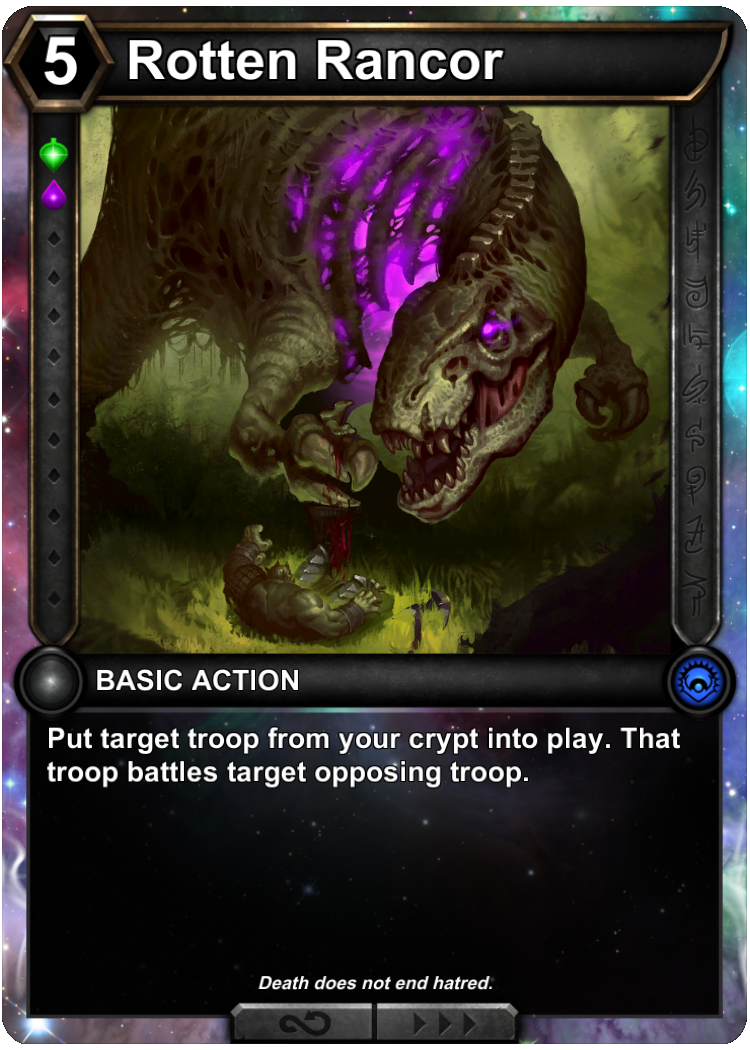 5
Rotten Rancor
BASIC ACTION
Put target troop from your crypt into play. That
troop battles target opposing troop.
Death does not end hatred.